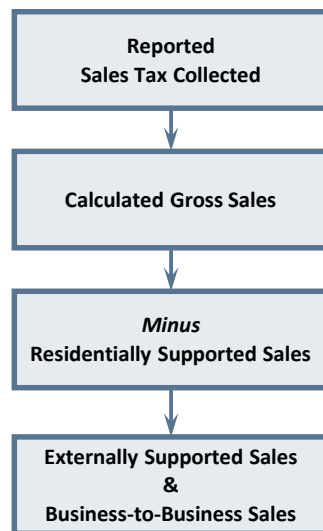 Reported
Sales Tax Collected
Calculated Gross Sales
Minus
Residentially Supported Sales
Externally Supported Sales
&
Business-to-Business Sales